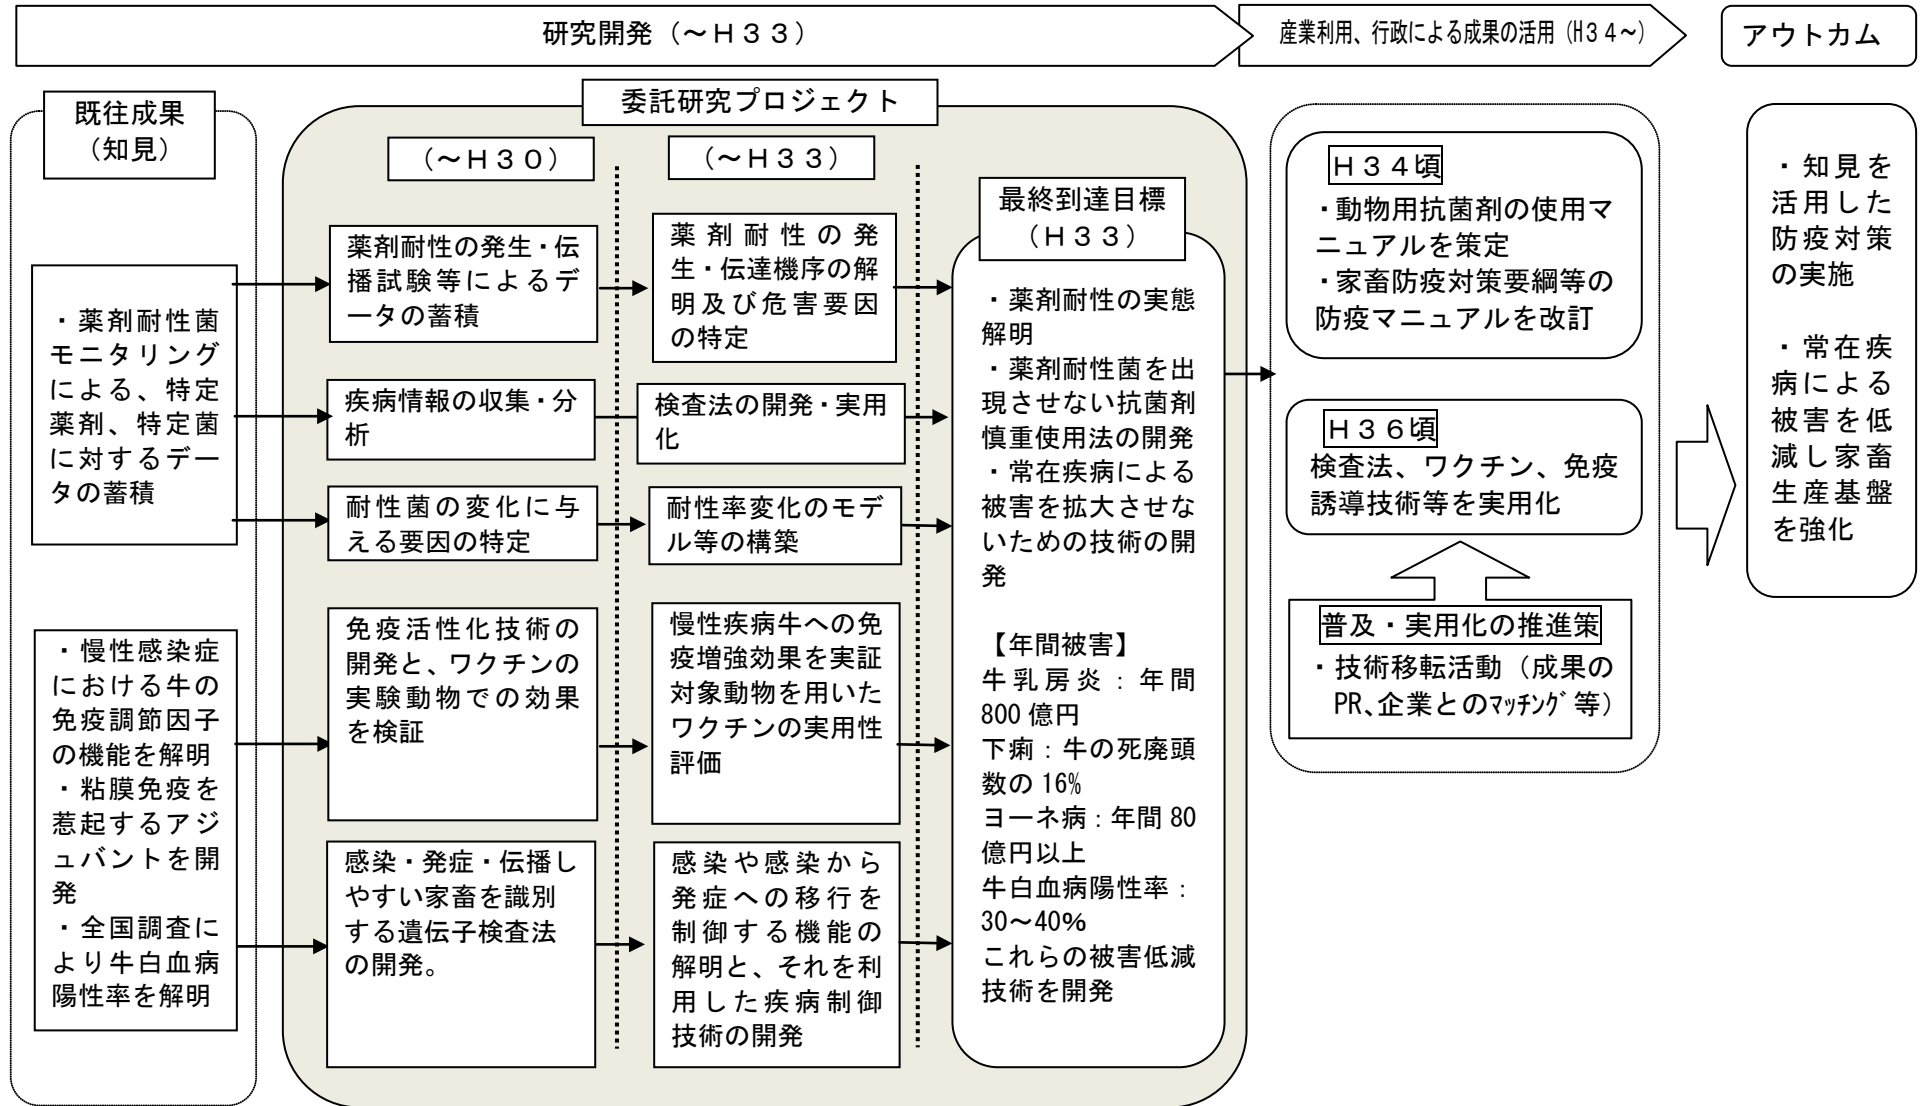 研究開発（～Ｈ３３）
産業利用、行政による成果の活用（H３４～）
アウトカム
既往成果
（知見）
・薬剤耐性菌
モニタリング
による、特定
薬剤、特定菌
に対するデー
タの蓄積
・慢性感染症
における牛の
免疫調節因子
の機能を解明
・粘膜免疫を
惹起するアジ
ュバントを開
発
・全国調査に
より牛白血病
陽性率を解明
委託研究プロジェクト
（～Ｈ３０）
薬剤耐性の発生・伝
播試験等によるデ
ータの蓄積
疾病情報の収集・分
析
耐性菌の変化に与
える要因の特定
免疫活性化技術の
開発と、ワクチンの
実験動物での効果
を検証
感染・発症・伝播し
やすい家畜を識別
する遺伝子検査法
の開発。
（～Ｈ３３）
薬剤耐性の発
生・伝達機序の解
明及び危害要因
の特定
検査法の開発・実用
化
耐性率変化のモデ
ル等の構築
慢性疾病牛への免
疫増強効果を実証
対象動物を用いた
ワクチンの実用性
評価
感染や感染から
発症への移行を
制御する機能の
解明と、それを利
用した疾病制御
技術の開発
最終到達目標
（Ｈ３３）
・薬剤耐性の実態
解明
・薬剤耐性菌を出
現させない抗菌剤
慎重使用法の開発
・常在疾病による
被害を拡大させな
いための技術の開
発
【年間被害】
牛乳房炎：年間
800 億円
下痢：牛の死廃頭
数の 16%
ヨーネ病：年間 80
億円以上
牛白血病陽性率：
30～40%
これらの被害低減
技術を開発
Ｈ３４頃
・動物用抗菌剤の使用マ
ニュアルを策定
・家畜防疫対策要綱等の
防疫マニュアルを改訂
Ｈ３６頃
検査法、ワクチン、免疫
誘導技術等を実用化
普及・実用化の推進策
・技術移転活動（成果の
PR、企業とのﾏｯﾁﾝｸﾞ等）
・知見を
活用した
防疫対策
の実施
・常在疾
病による
被害を低
減し家畜
生産基盤
を強化